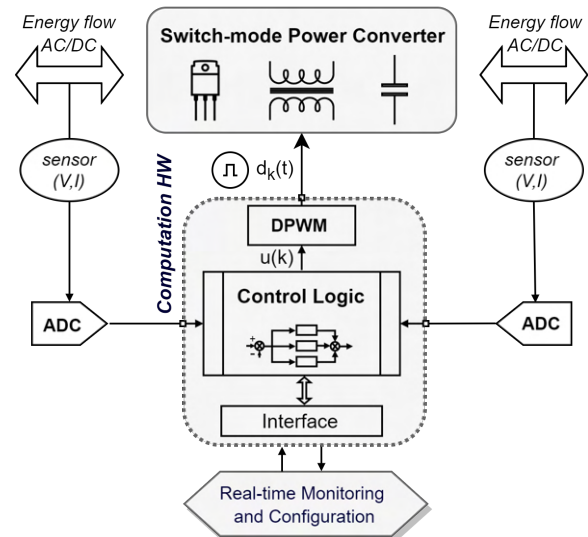 Energy flow
AC/DC
Switch-mode Power Converter
Energy flow
AC/DC
sensor
(V,I)
sensor
(V,I)
d_k(t)
Computation HW
DPWM
u(k)
Control Logic
+
-
ADC
ADC
Interface
Real-time Monitoring
and Configuration